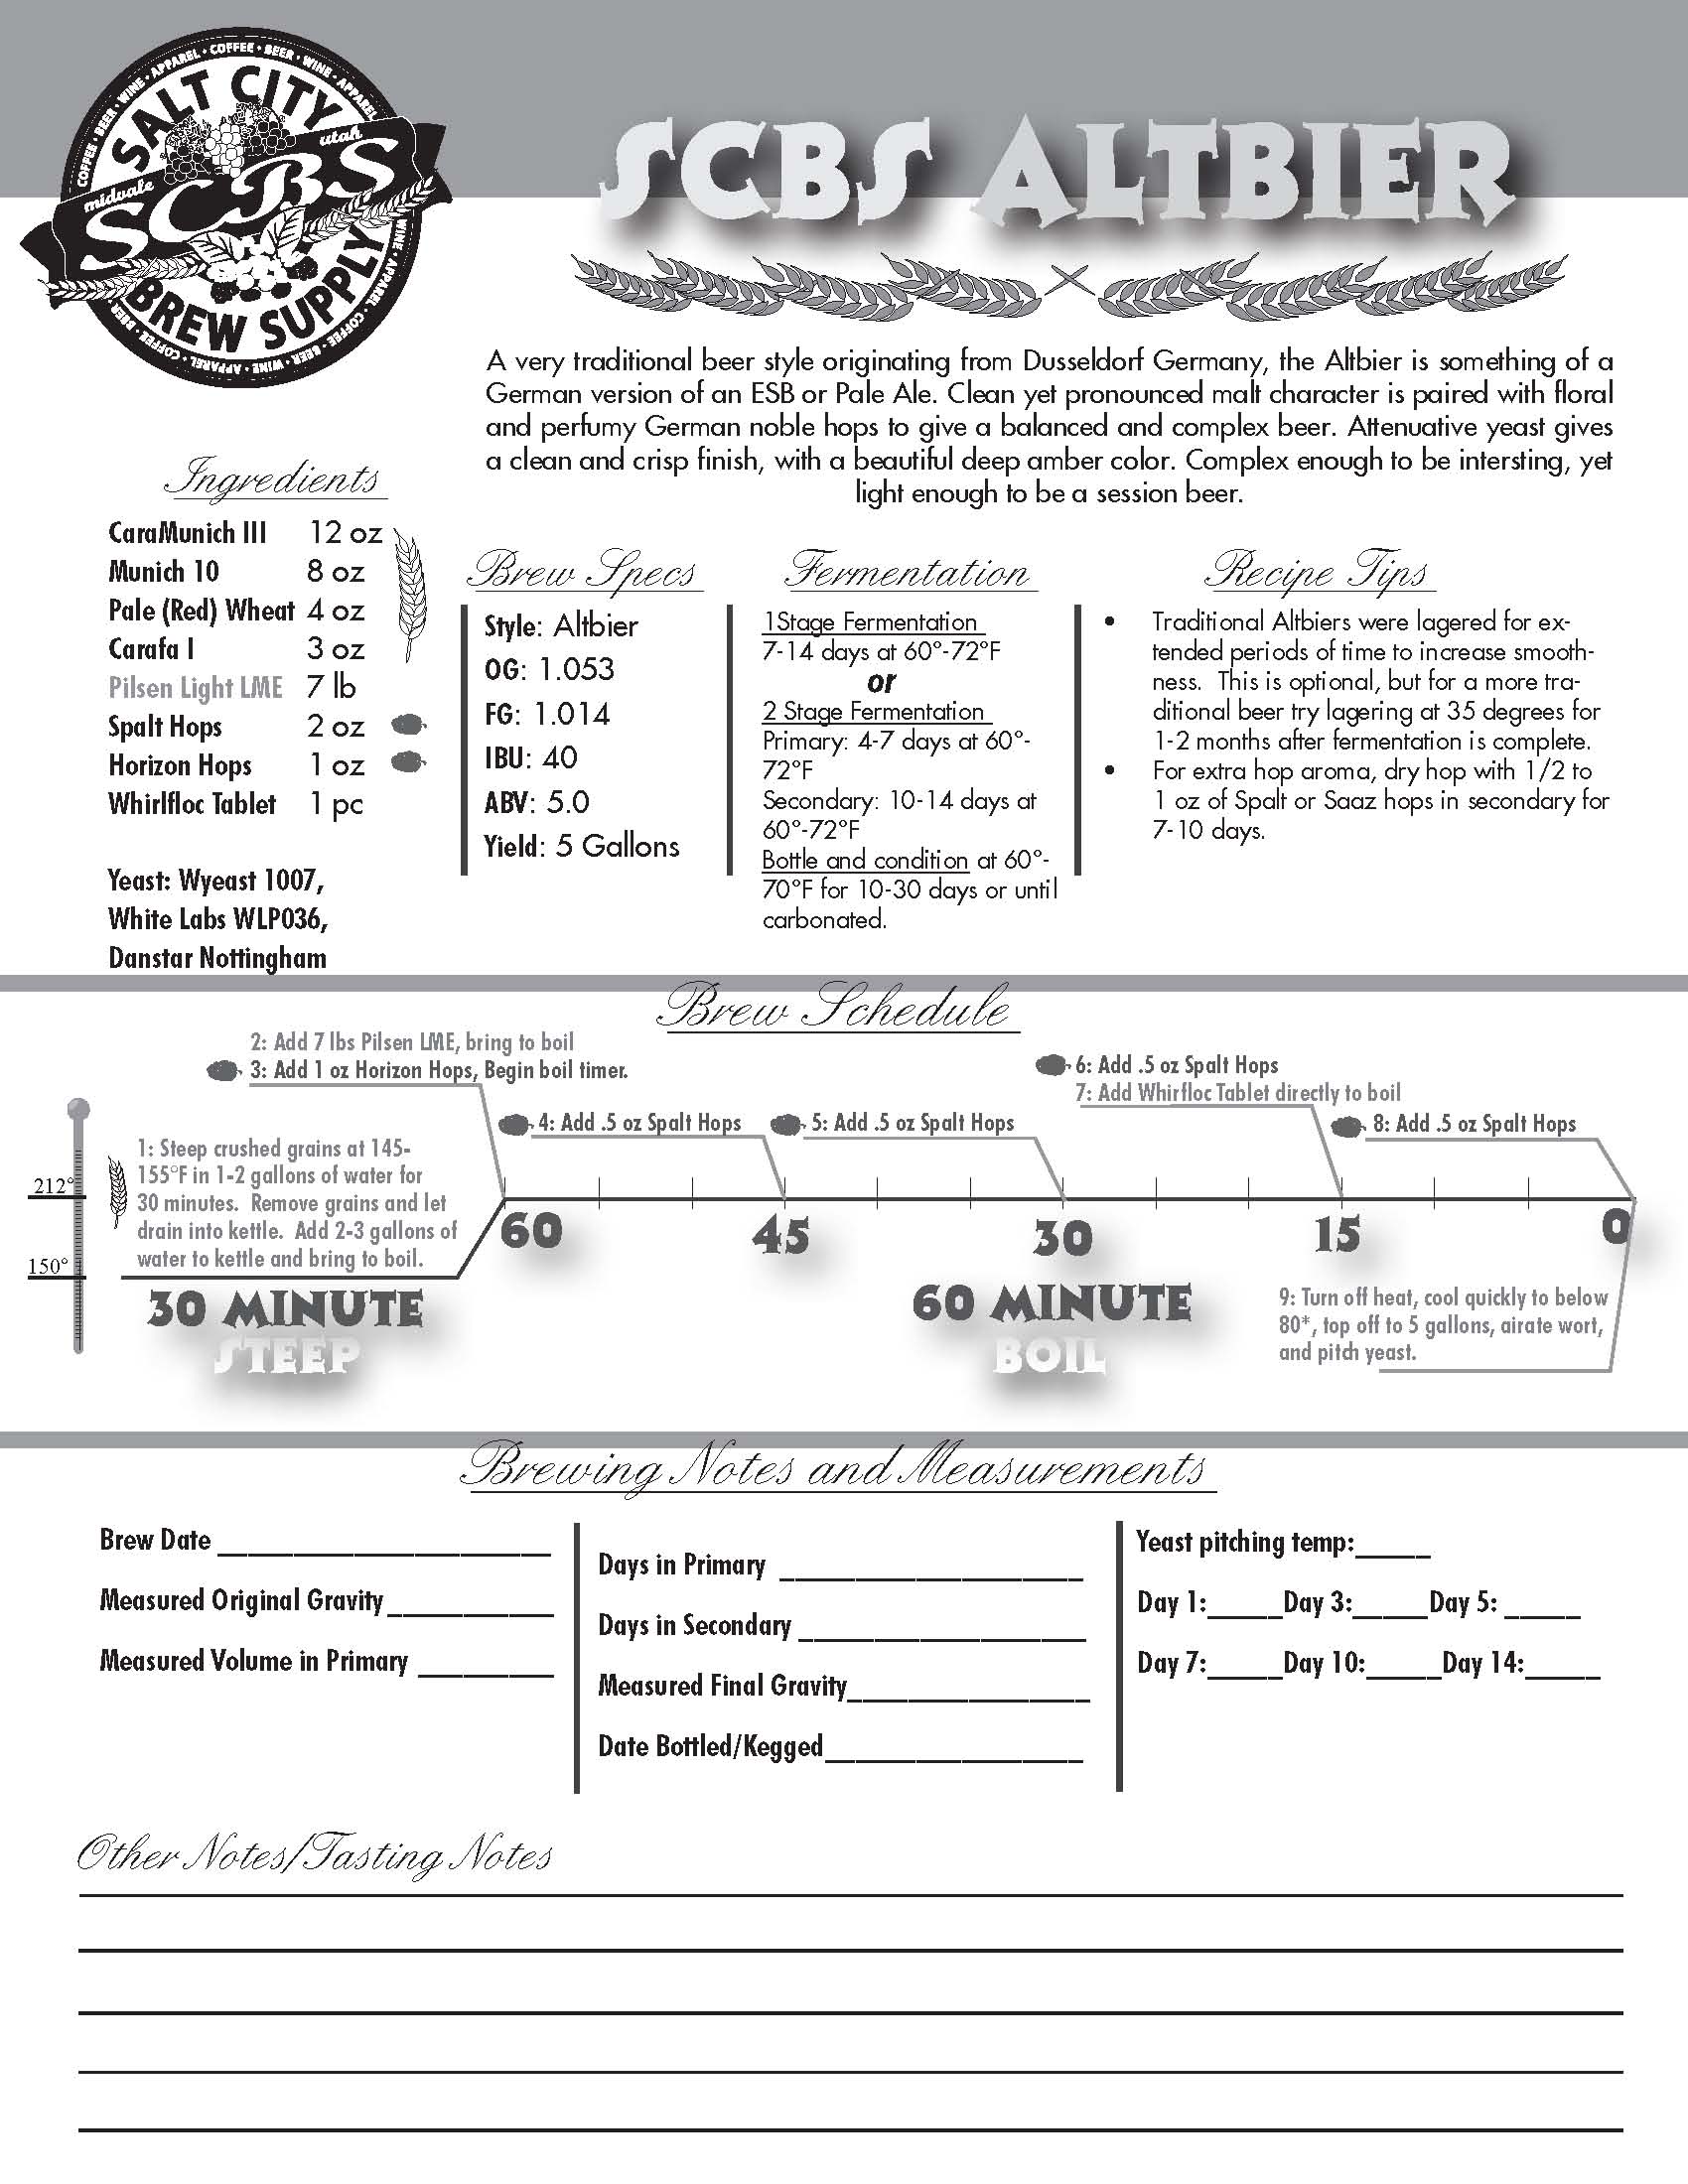 COFFEE • BEER • WINE • APPAREL • COFFEE • BEER • WINE • APPAREL
SALT CITY
utah
SCBS
midvale
BREW SUPPLY
COFFEE • BEER • WINE • APPAREL • COFFEE • BEER • WINE • APPAREL
SCBS ALTBIER
A very traditional beer style originating from Dusseldorf Germany, the Altbier is something of a
German version of an ESB or Pale Ale. Clean yet pronounced malt character is paired with floral
and perfumy German noble hops to give a balanced and complex beer. Attenuative yeast gives
a clean and crisp finish, with a beautiful deep amber color. Complex enough to be intersting, yet
light enough to be a session beer.
Ingredients
CaraMunich III 12 oz
Munich 10 8 oz
Pale (Red) Wheat 4 oz
Carafa I 3 oz
Pilsen Light LME 7 lb
Spalt Hops 2 oz
Horizon Hops 1 oz
Whirlfloc Tablet 1 pc
Yeast: Wyeast 1007,
White Labs WLP036,
Danstar Nottingham
Brew Specs
Style: Altbier
OG: 1.053
FG: 1.014
IBU: 40
ABV: 5.0
Yield: 5 Gallons
Fermentation
1Stage Fermentation
7-14 days at 60°-72°F
or
2 Stage Fermentation
Primary: 4-7 days at 60°-
72°F
Secondary: 10-14 days at
60°-72°F
Bottle and condition at 60°-
70°F for 10-30 days or until
carbonated.
Recipe Tips
• Traditional Altbiers were lagered for ex-
tended periods of time to increase smooth-
ness. This is optional, but for a more tra-
ditional beer try lagering at 35 degrees for
1-2 months after fermentation is complete.
• For extra hop aroma, dry hop with 1/2 to
1 oz of Spalt or Saaz hops in secondary for
7-10 days.
Brew Schedule
2: Add 7 lbs Pilsen LME, bring to boil
3: Add 1 oz Horizon Hops, Begin boil timer.
4: Add .5 oz Spalt Hops
5: Add .5 oz Spalt Hops
6: Add .5 oz Spalt Hops
7: Add Whirfloc Tablet directly to boil
8: Add .5 oz Spalt Hops
212°
150°
1: Steep crushed grains at 145-
155°F in 1-2 gallons of water for
30 minutes. Remove grains and let
drain into kettle. Add 2-3 gallons of
water to kettle and bring to boil.
60 45 30 15 0
30 MINUTE
STEEP
60 MINUTE
BOIL
9: Turn off heat, cool quickly to below
80*, top off to 5 gallons, airate wort,
and pitch yeast.
Brewing Notes and Measurements
Brew Date ______________________
Measured Original Gravity___________
Measured Volume in Primary _________
Days in Primary ____________________
Days in Secondary ___________________
Measured Final Gravity________________
Date Bottled/Kegged_________________
Yeast pitching temp:_____
Day 1:_____Day 3:_____Day 5: _____
Day 7:_____Day 10:_____Day 14:_____
Other Notes/Tasting Notes